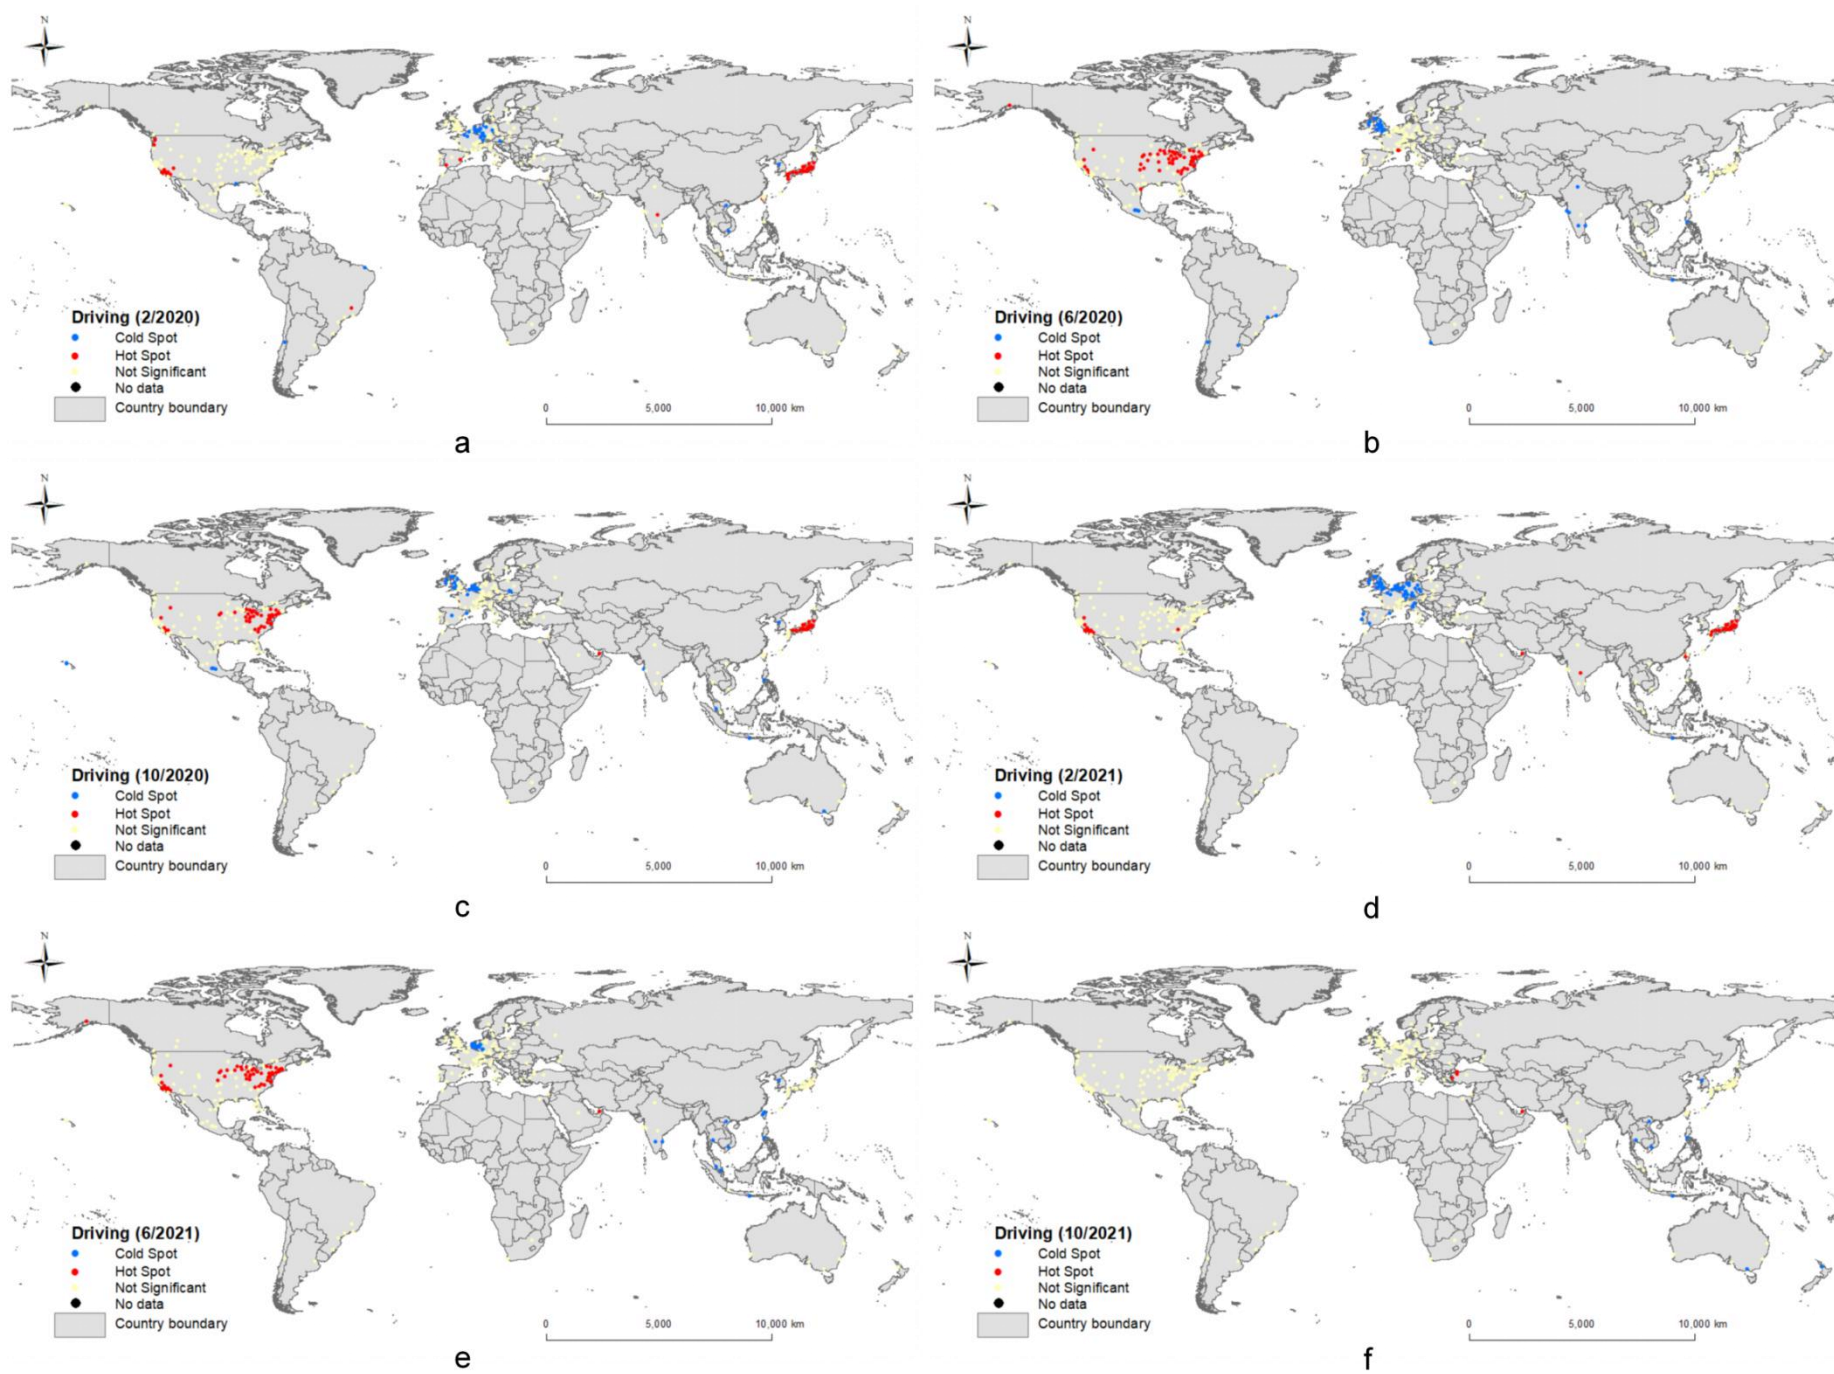 N
Driving (2/2020)
Cold Spot
Hot Spot
Not Significant
No data
Country boundary
0 5,000 10,000 km
a
N
Driving (6/2020)
Cold Spot
Hot Spot
Not Significant
No data
Country boundary
0 5,000 10,000 km
b
N
Driving (10/2020)
Cold Spot
Hot Spot
Not Significant
No data
Country boundary
0 5,000 10,000 km
c
N
Driving (2/2021)
Cold Spot
Hot Spot
Not Significant
No data
Country boundary
0 5,000 10,000 km
d
N
Driving (6/2021)
Cold Spot
Hot Spot
Not Significant
No data
Country boundary
0 5,000 10,000 km
e
N
Driving (10/2021)
Cold Spot
Hot Spot
Not Significant
No data
Country boundary
0 5,000 10,000 km
f